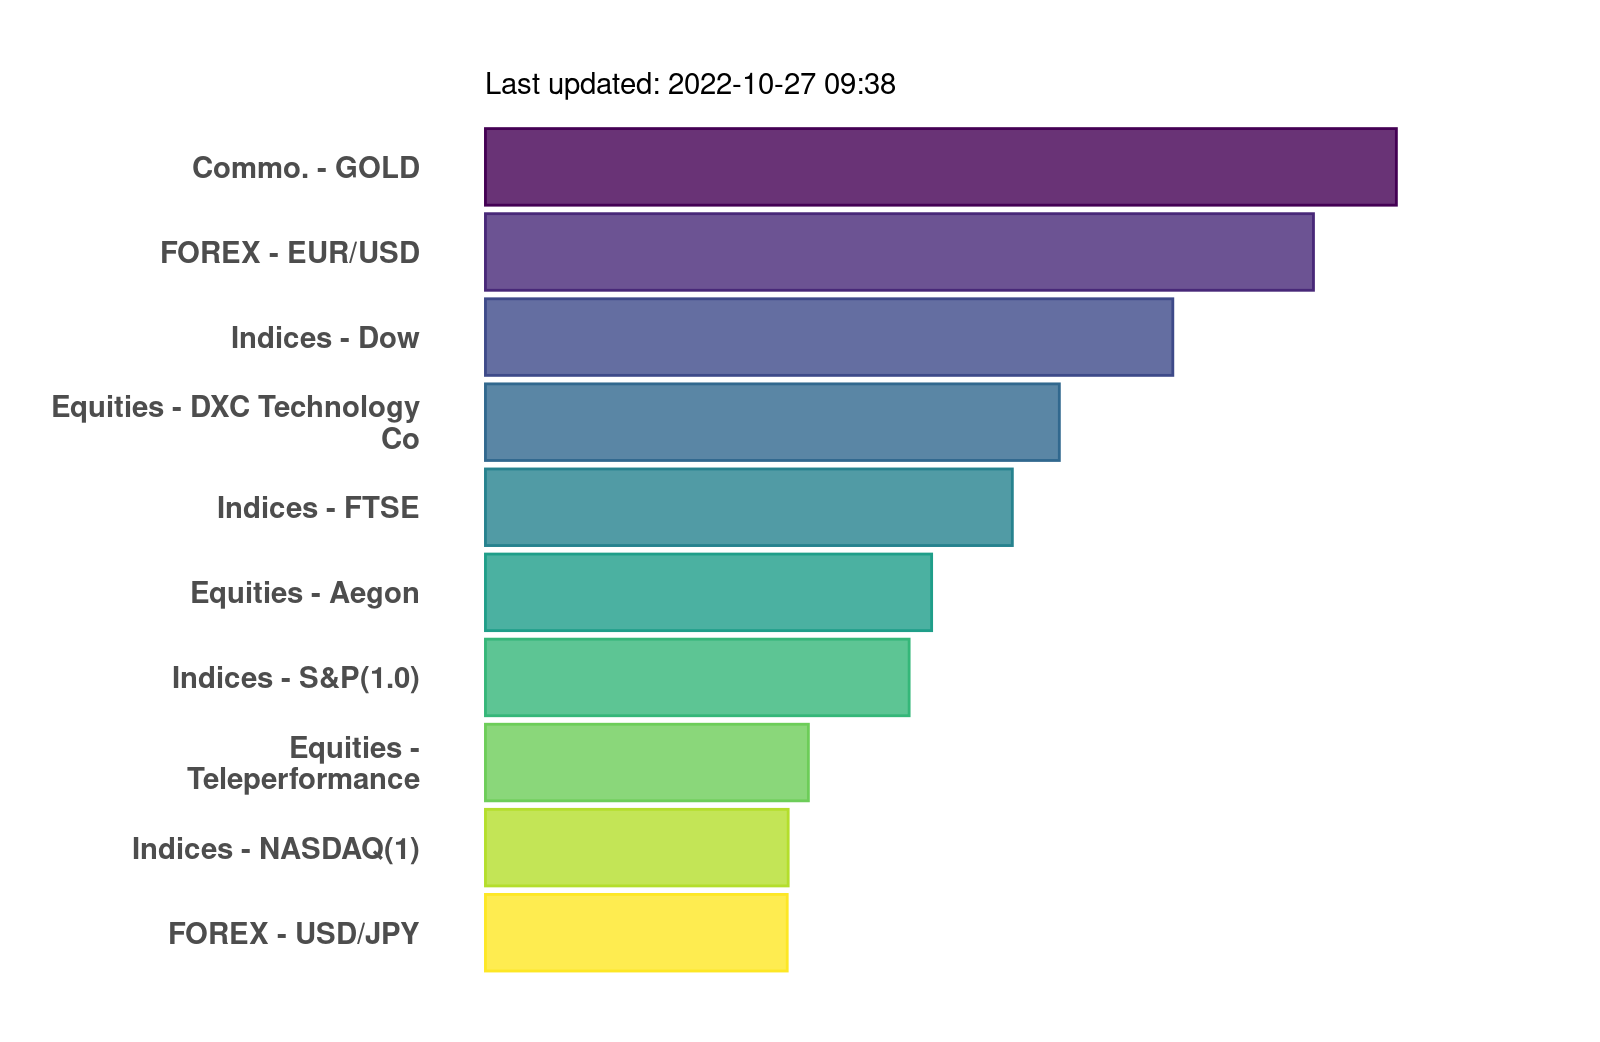 Last updated: 2022-10-27 09:38
Commo. - GOLD
FOREX - EUR/USD
Indices - Dow
Equities - DXC Technology
Co
Indices - FTSE
Equities - Aegon
Indices - S&P(1.0)
Equities -
Teleperformance
Indices - NASDAQ(1)
FOREX - USD/JPY